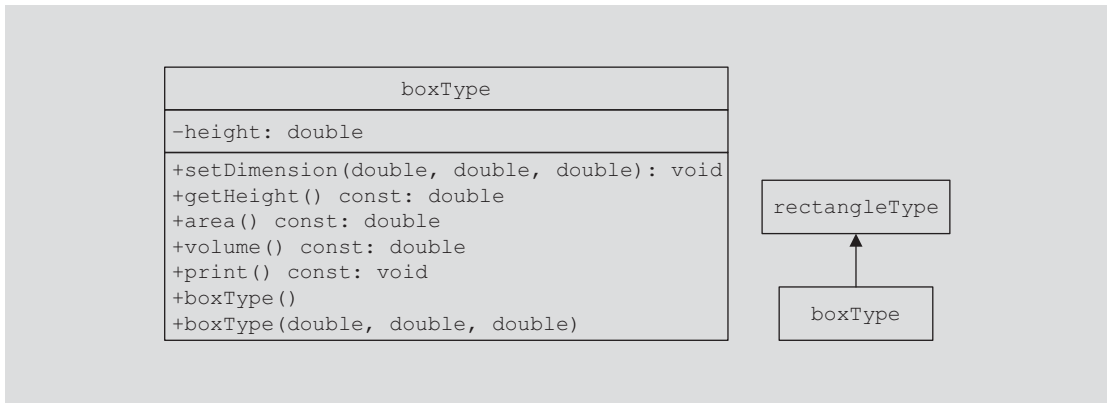 boxType
-height: double
+setDimension(double, double, double): void
+getHeight() const: double
+area() const: double
+volume() const: double
+print() const: void
+boxType()
+boxType(double, double, double)
rectangleType
boxType